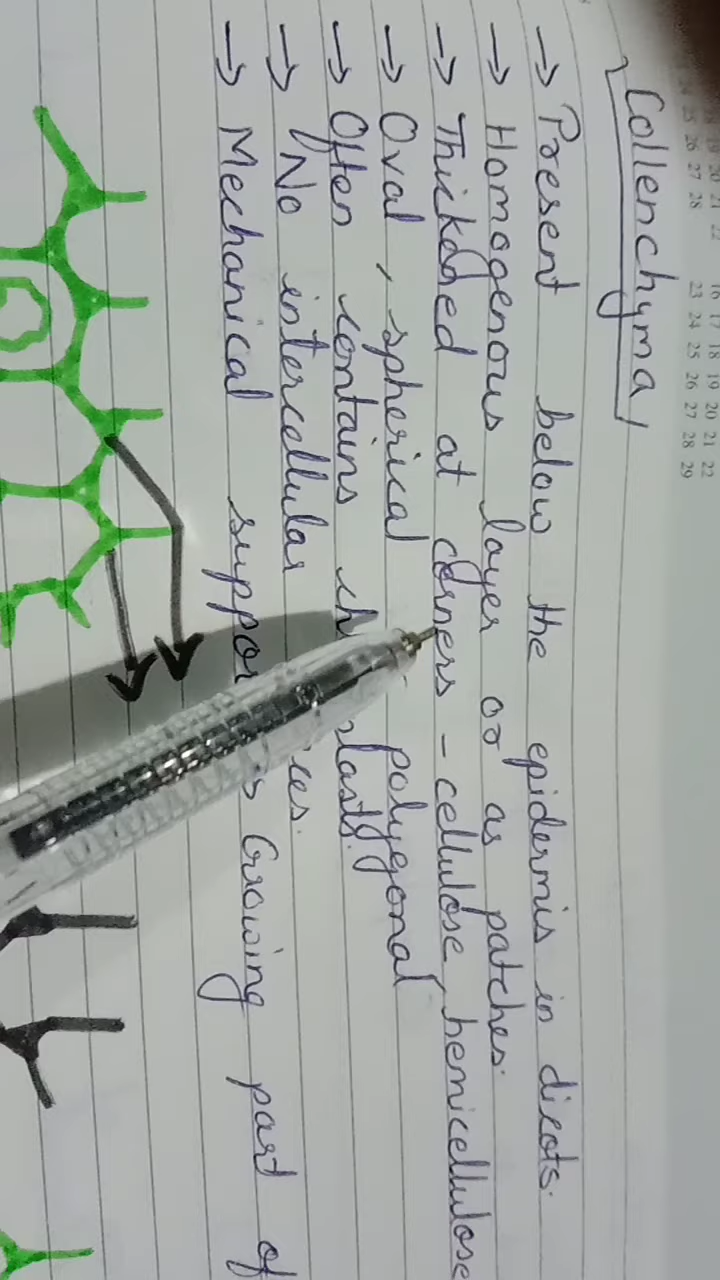 Collenchyma
→ Present below the epidermis in dicots.
→ Homogenous layer or as patches.
→ Thickened at corners - cellulose, hemicellulose
→ Oval, spherical polygonal
→ Often contains
→ No intercellular
→ Mechanical Growing part of